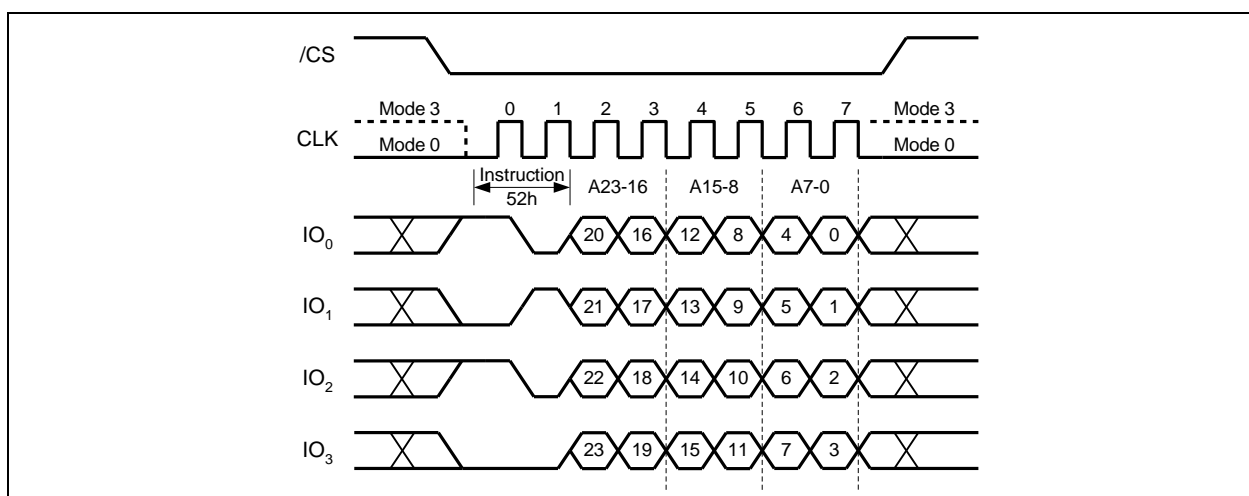 /CS
Mode 3 0 1 2 3 4 5 6 7 Mode 3
CLK
Mode 0 Mode 0
Instruction A23-16 A15-8 A7-0
52h
IO0 20 16 12 8 4 0
IO1 21 17 13 9 5 1
IO2 22 18 14 10 6 2
IO3 23 19 15 11 7 3